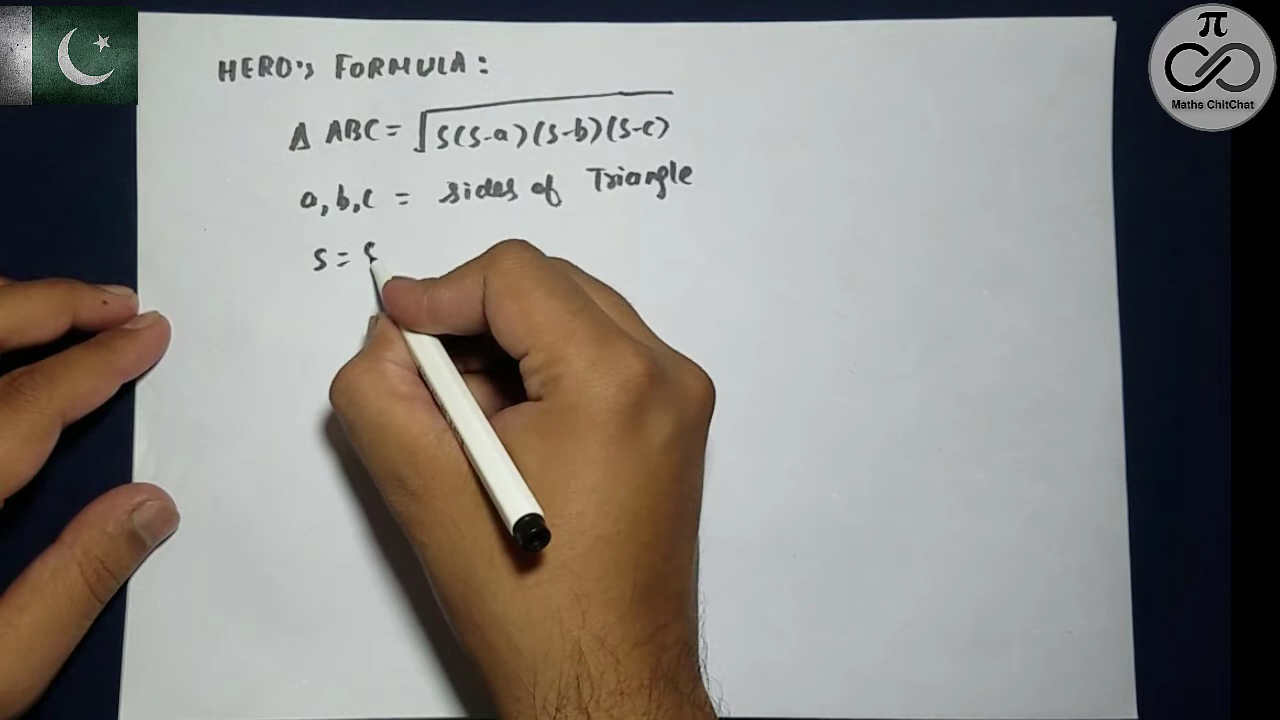 HERO's FORMULA:
Δ ABC = √s(s-a)(s-b)(s-c)
a, b, c = sides of Triangle
s = s
π
Maths ChitChat